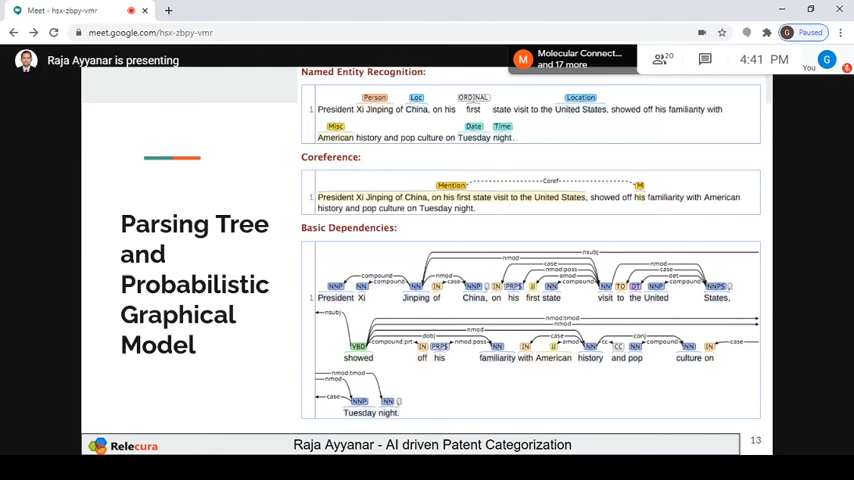 Meet - hsx-zbpy-vmr
meet.google.com/hsx-zbpy-vmr
Paused
Raja Ayyanar is presenting
Molecular Connect...
and 17 more
20
4:41 PM
You
Named Entity Recognition:
Person Loc ORDINAL Location
1 President Xi Jinping of China, on his first state visit to the United States, showed off his familiarity with
Misc Date Time
American history and pop culture on Tuesday night.
Coreference:
Mention Coref M
1 President Xi Jinping of China, on his first state visit to the United States, showed off his familiarity with American
history and pop culture on Tuesday night.
Basic Dependencies:
nsubj
nmod nmod
case case
nmod:poss det
compound compound nmod case amod compound compound
NNP NN NN IN NNP , IN PRP$ JJ NN NN TO DT NNP NNPS ,
1 President Xi Jinping of China, on his first state visit to the United States,
nsubj nmod:tmod
nmod
nmod case conj
dobj compound:prt nmod:poss amod cc compound case
VBD IN PRP$ NN IN JJ NN CC NN NN IN
showed off his familiarity with American history and pop culture on
nmod:tmod
nmod
case NNP NN .
Tuesday night.
Parsing Tree
and
Probabilistic
Graphical
Model
Relecura
Raja Ayyanar - AI driven Patent Categorization
13